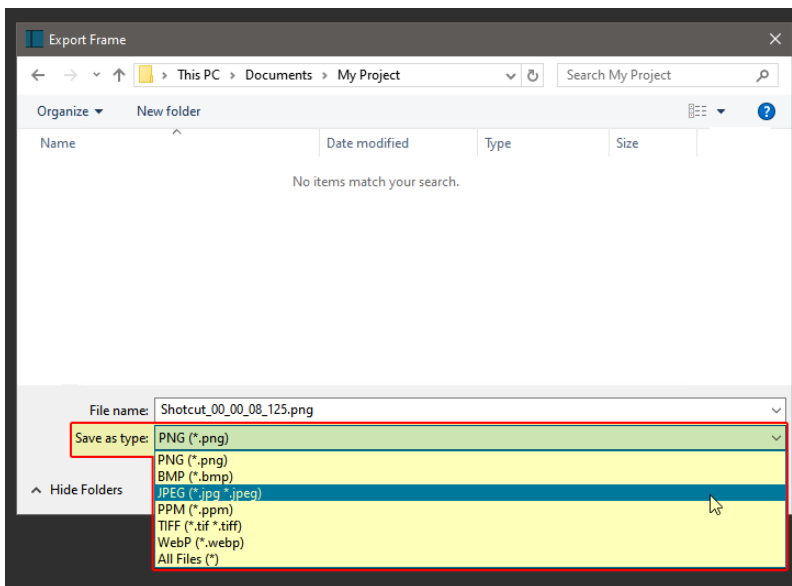 Export Frame
This PC > Documents > My Project
Search My Project
Organize
New folder
Name
Date modified
Type
Size
No items match your search.
File name: Shotcut_00_00_08_125.png
Save as type: PNG (*.png)
PNG (*.png)
BMP (*.bmp)
JPEG (*.jpg *.jpeg)
PPM (*.ppm)
TIFF (*.tif *.tiff)
WebP (*.webp)
All Files (*)
Hide Folders